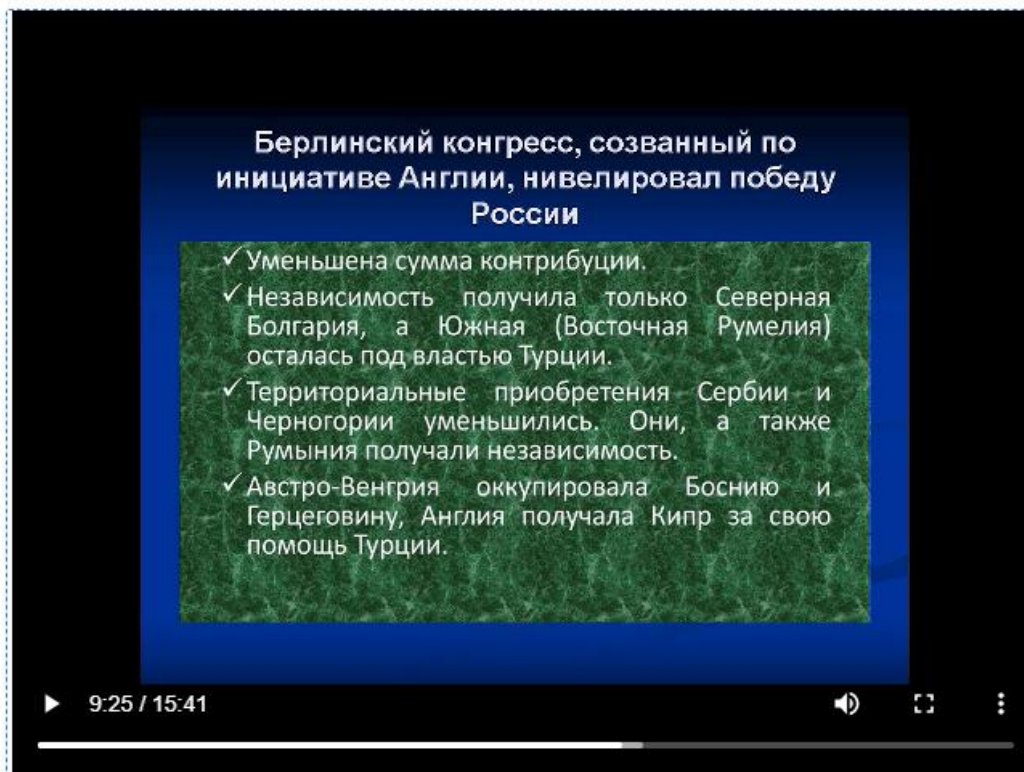 Берлинский конгресс, созванный по
инициативе Англии, нивелировал победу
России
✓Уменьшена сумма контрибуции.
✓Независимость получила только Северная
Болгария, а Южная (Восточная Румелия)
осталась под властью Турции.
✓Территориальные приобретения Сербии и
Черногории уменьшились. Они, а также
Румыния получали независимость.
✓Австро-Венгрия оккупировала Боснию и
Герцеговину, Англия получала Кипр за свою
помощь Турции.
9:25 / 15:41